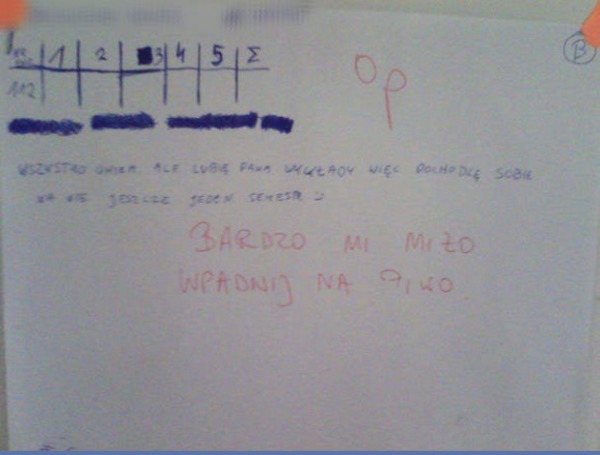 NR 1 2 3 4 5 Σ
112
0p
B
WSZYSTKO UMIEM, ALE LUBIĘ PANA WYKŁADY WIĘC POCHODZĘ SOBIE
NA NIE JESZCZE JEDEN SEMESTR :)
BARDZO MI MIŁO
WPADNIJ NA PIWO